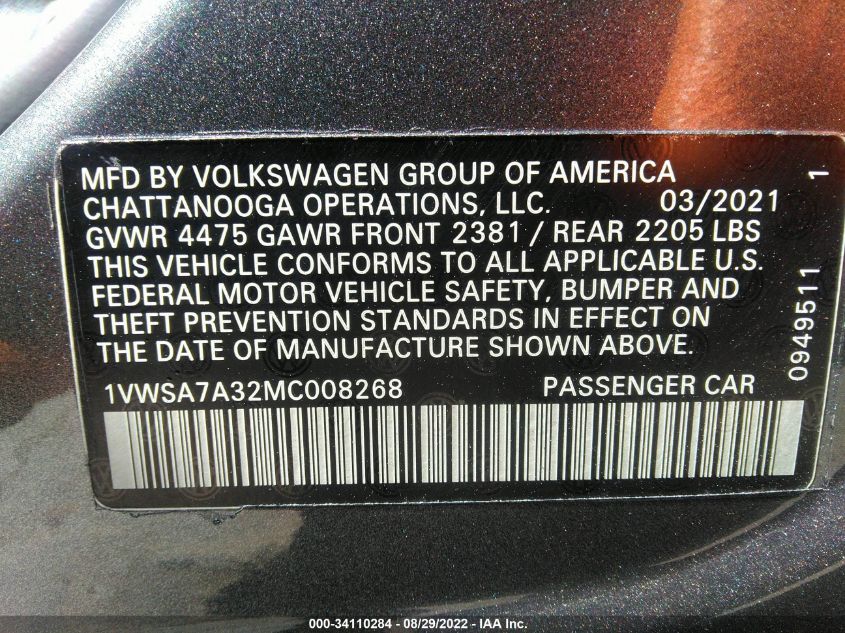 MFD BY VOLKSWAGEN GROUP OF AMERICA
CHATTANOOGA OPERATIONS, LLC. 03/2021
GVWR 4475 GAWR FRONT 2381 / REAR 2205 LBS
THIS VEHICLE CONFORMS TO ALL APPLICABLE U.S.
FEDERAL MOTOR VEHICLE SAFETY, BUMPER AND
THEFT PREVENTION STANDARDS IN EFFECT ON
THE DATE OF MANUFACTURE SHOWN ABOVE.
1VWSA7A32MC008268 PASSENGER CAR
0949511 1
000-34110284 - 08/29/2022 - IAA Inc.